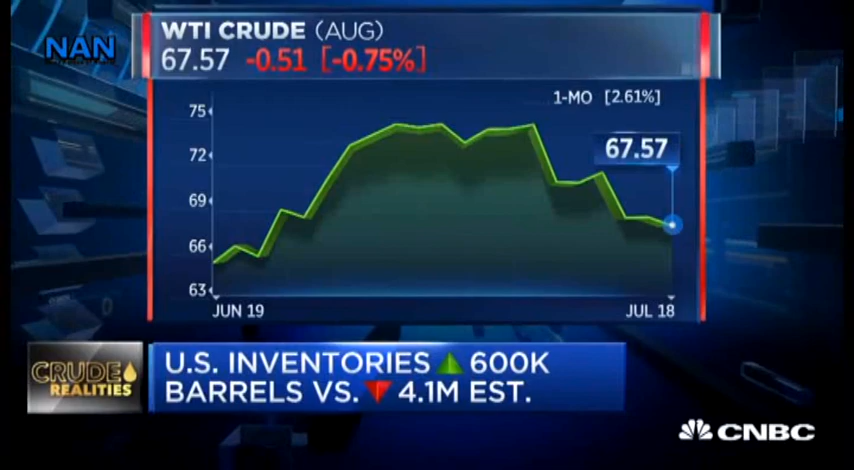 NAN
WTI CRUDE (AUG)
67.57 -0.51 [-0.75%]
1-MO [2.61%]
75
72
69
66
63
67.57
JUN 19 JUL 18
CRUDE
REALITIES
U.S. INVENTORIES ▲ 600K
BARRELS VS. ▼ 4.1M EST.
CNBC